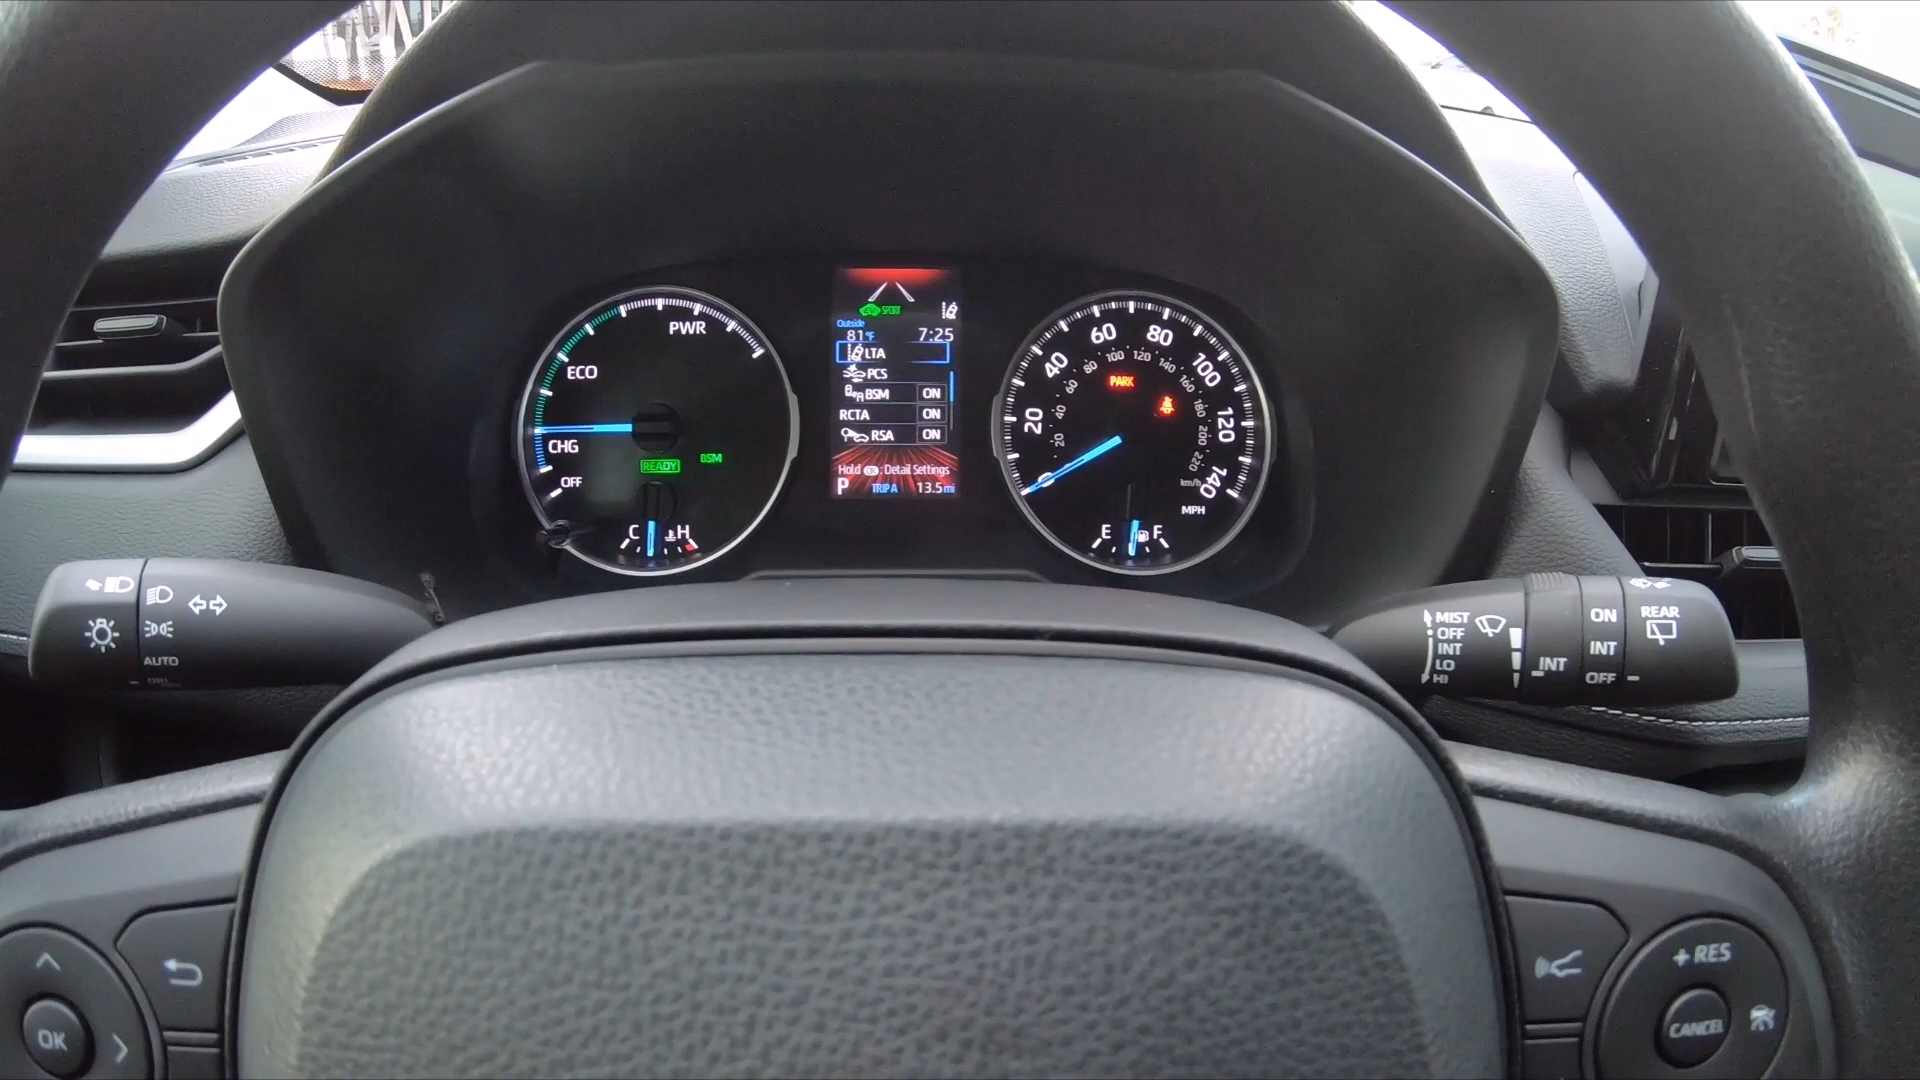 PWR
ECO
CHG
OFF
READY
BSM
C H
SPORT
Outside
81°F 7:25
LTA
PCS
BSM ON
RCTA ON
RSA ON
Hold OK : Detail Settings
P TRIP A 13.5mi
0 20 40 60 80 100 120 140
20 40 60 80 100 120 140 160 180 200 220
km/h
MPH
PARK
E F
AUTO
MIST
OFF
INT
LO
HI
INT
ON
INT
OFF
REAR
OK
+RES
CANCEL